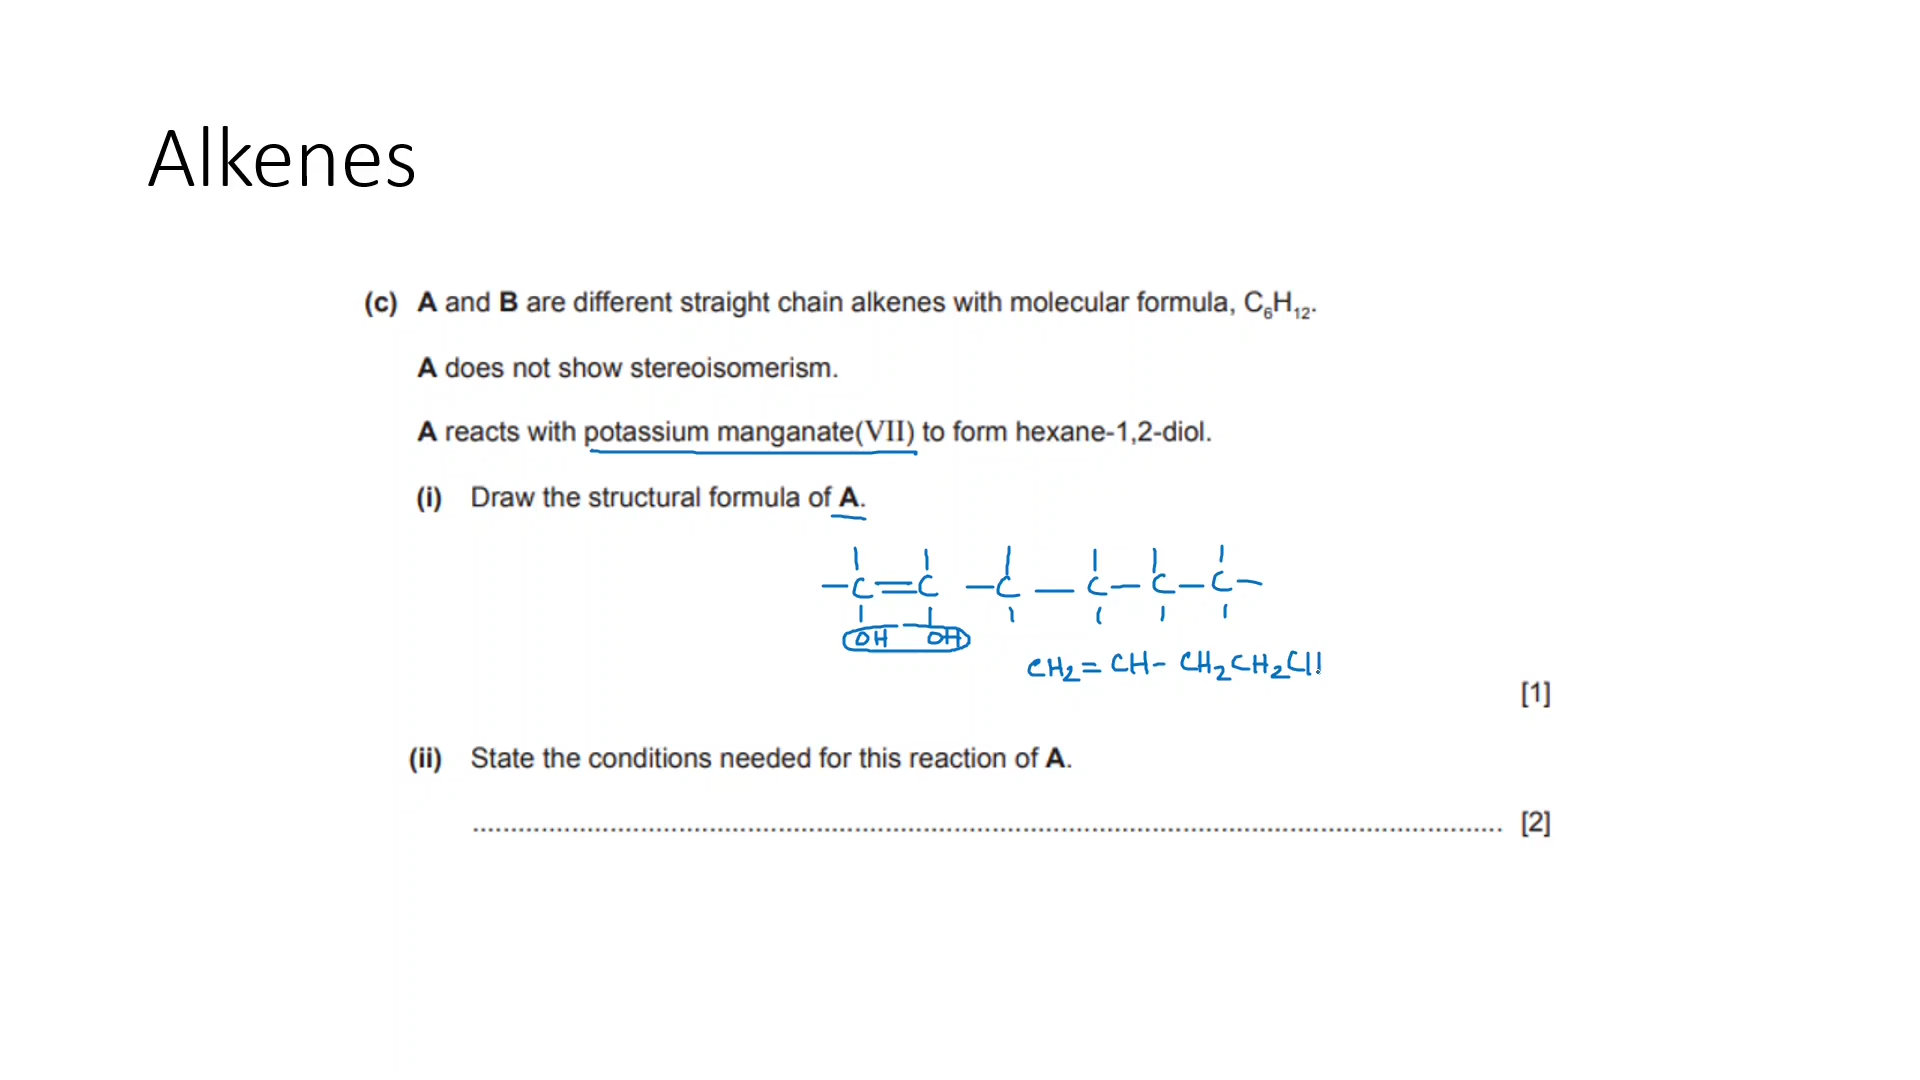 Alkenes
(c) A and B are different straight chain alkenes with molecular formula, C₆H₁₂.
A does not show stereoisomerism.
A reacts with potassium manganate(VII) to form hexane-1,2-diol.
(i) Draw the structural formula of A.
–C=C –C – C–C–C–
OH OH
CH₂=CH-CH₂CH₂
[1]
(ii) State the conditions needed for this reaction of A.
........................................................................................................................................ [2]